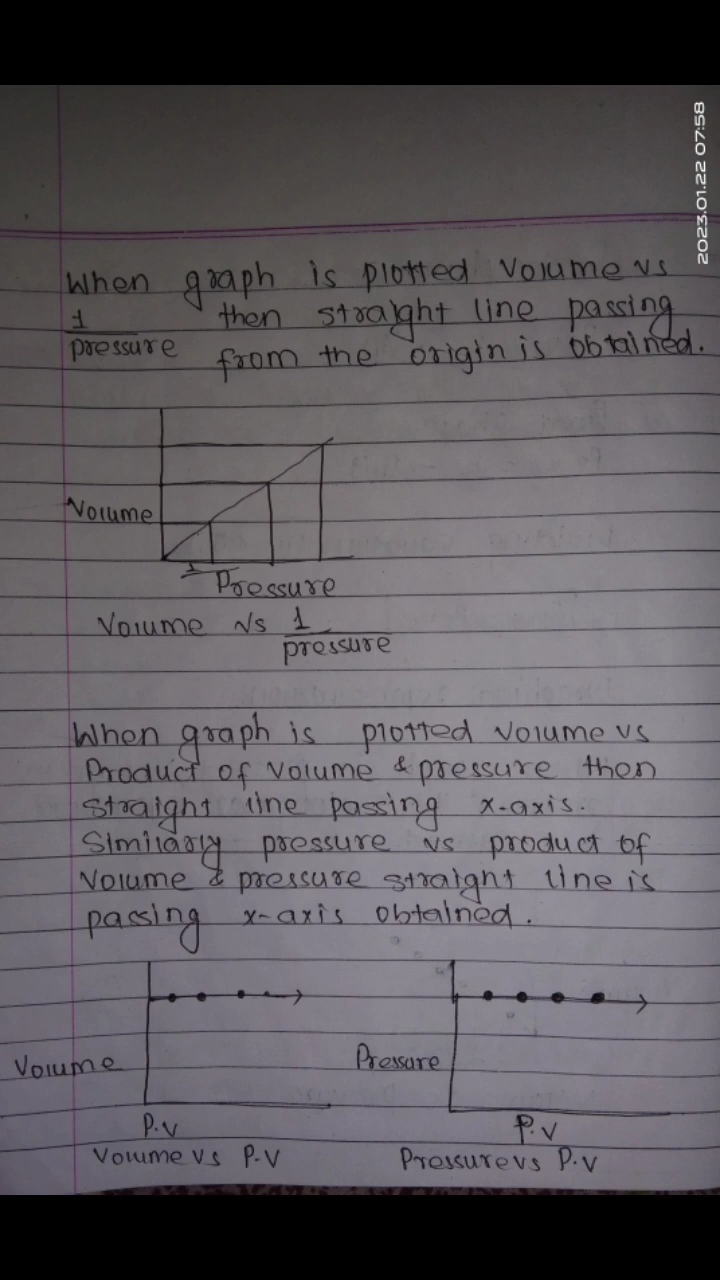 2023.01.22 07:58
When graph is plotted Volume vs
1 then straight line passing
pressure from the origin is obtained.
Volume
1
Pressure
Volume Vs 1
pressure
When graph is plotted volume vs
Product of volume & pressure then
straight line passing x-axis.
Similarly pressure vs product of
Volume & pressure straight line is
passing x-axis obtained.
Volume Pressure
P.V P.V
Volume vs P.V Pressure vs P.V